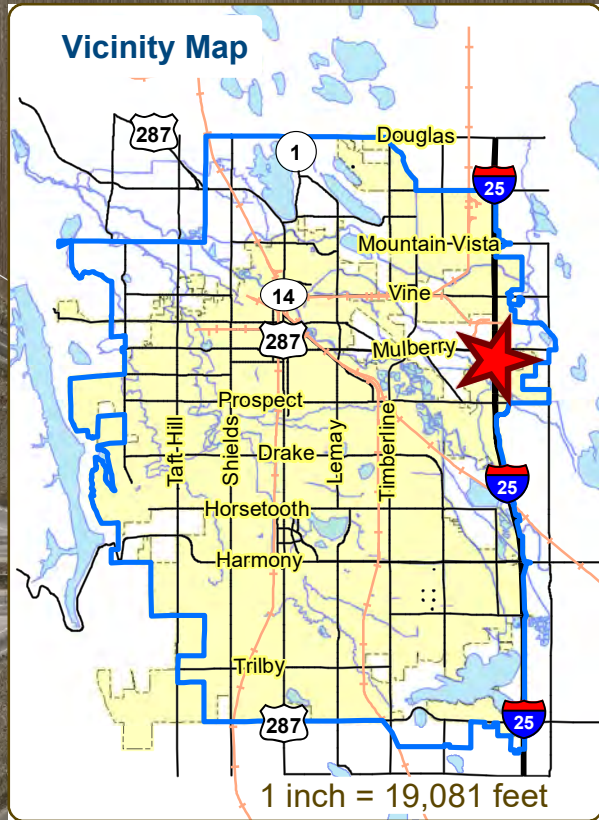 Vicinity Map
287
Douglas
1
25
Mountain-Vista
14
Vine
287
Mulberry
Prospect
Taft-Hill
Shields
Lemay
Timberline
Drake
25
Horsetooth
Harmony
Trilby
287
25
1 inch = 19,081 feet